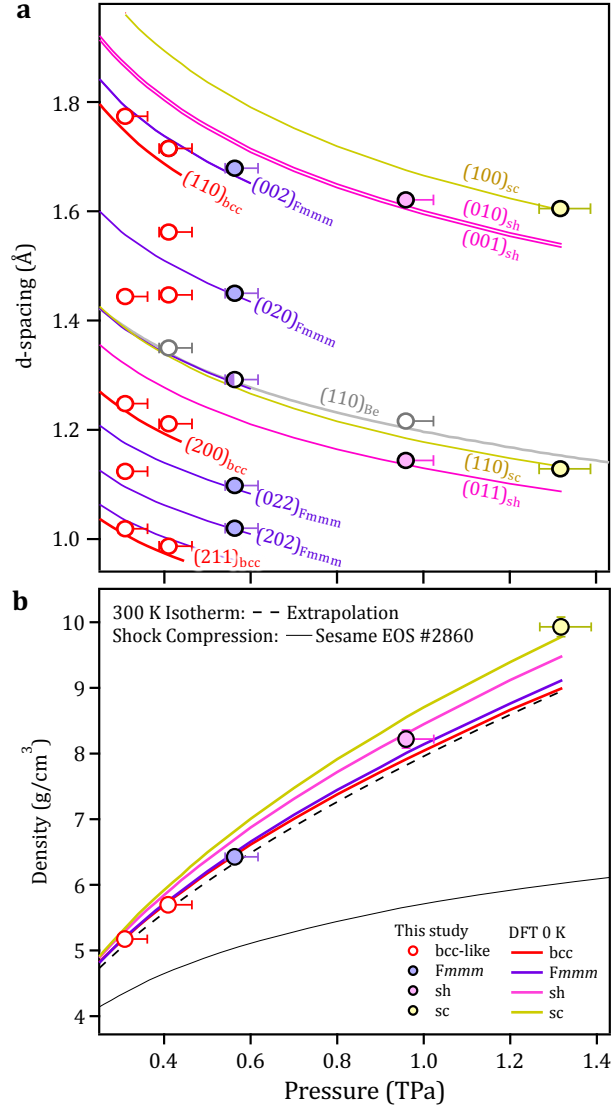 a
1.8
1.6
1.4
1.2
1.0
d-spacing (Å)
(100)sc
(010)sh
(001)sh
(002)Fmmm
(110)bcc
(020)Fmmm
(110)Be
(110)sc
(011)sh
(200)bcc
(022)Fmmm
(202)Fmmm
(211)bcc
b
300 K Isotherm: – – Extrapolation
Shock Compression: — Sesame EOS #2860
10
9
8
7
6
5
4
Density (g/cm³)
This study DFT 0 K
bcc-like bcc
Fmmm Fmmm
sh sh
sc sc
0.4 0.6 0.8 1.0 1.2 1.4
Pressure (TPa)